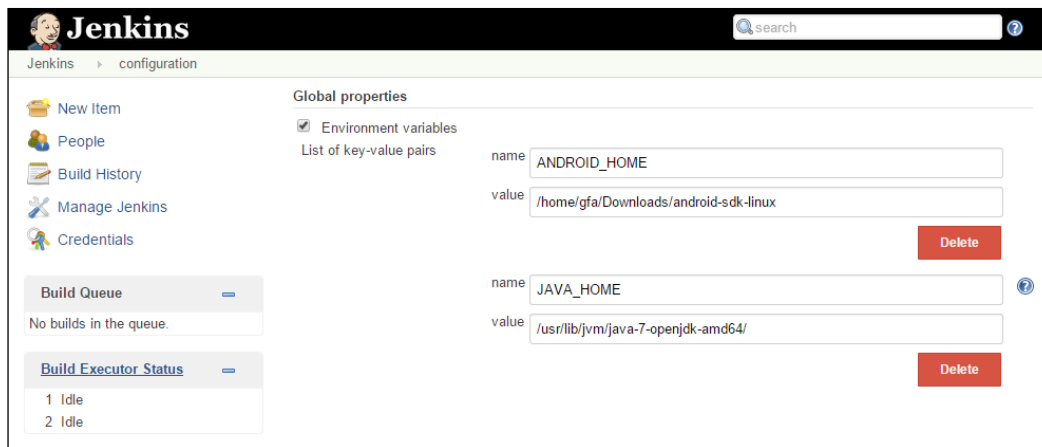 Jenkins
search
Jenkins configuration
New Item
People
Build History
Manage Jenkins
Credentials
Build Queue
No builds in the queue.
Build Executor Status
1 Idle
2 Idle
Global properties
Environment variables
List of key-value pairs
name ANDROID_HOME
value /home/gfa/Downloads/android-sdk-linux
Delete
name JAVA_HOME
value /usr/lib/jvm/java-7-openjdk-amd64/
Delete